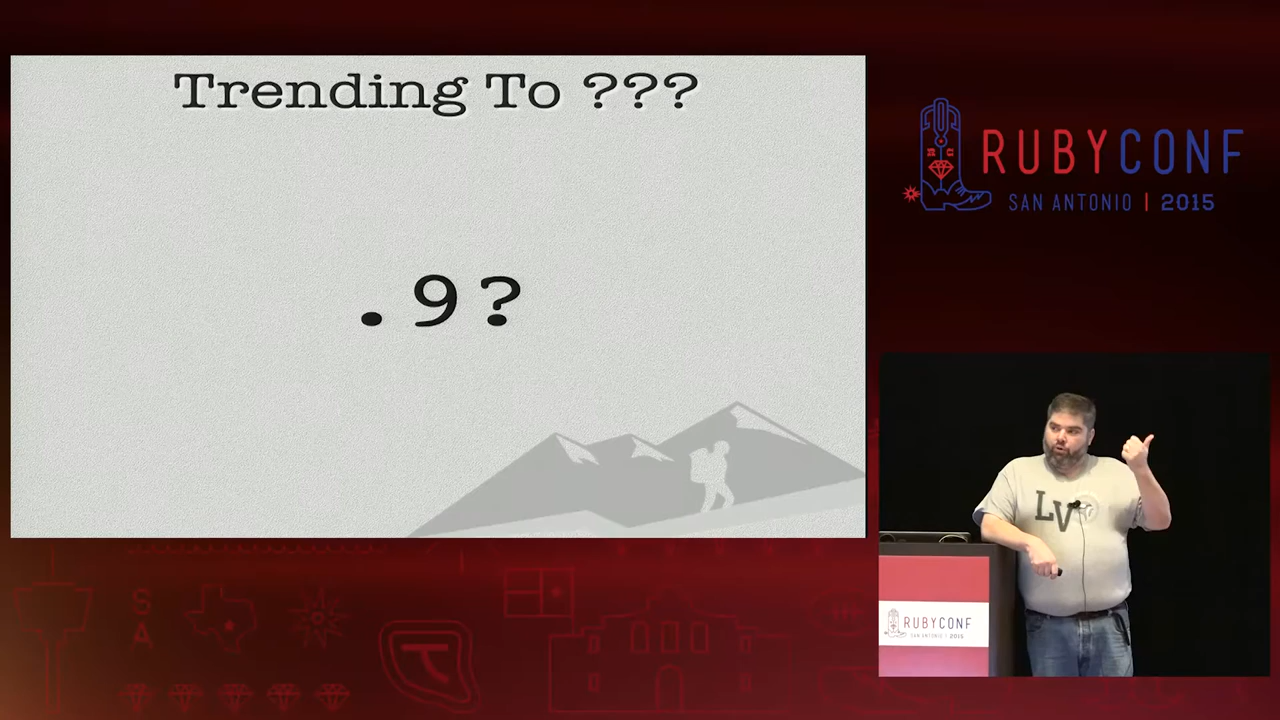 Trending To ???
.9?
RUBYCONF
SAN ANTONIO | 2015
LV
RUBYCONF
SAN ANTONIO | 2015
S
A